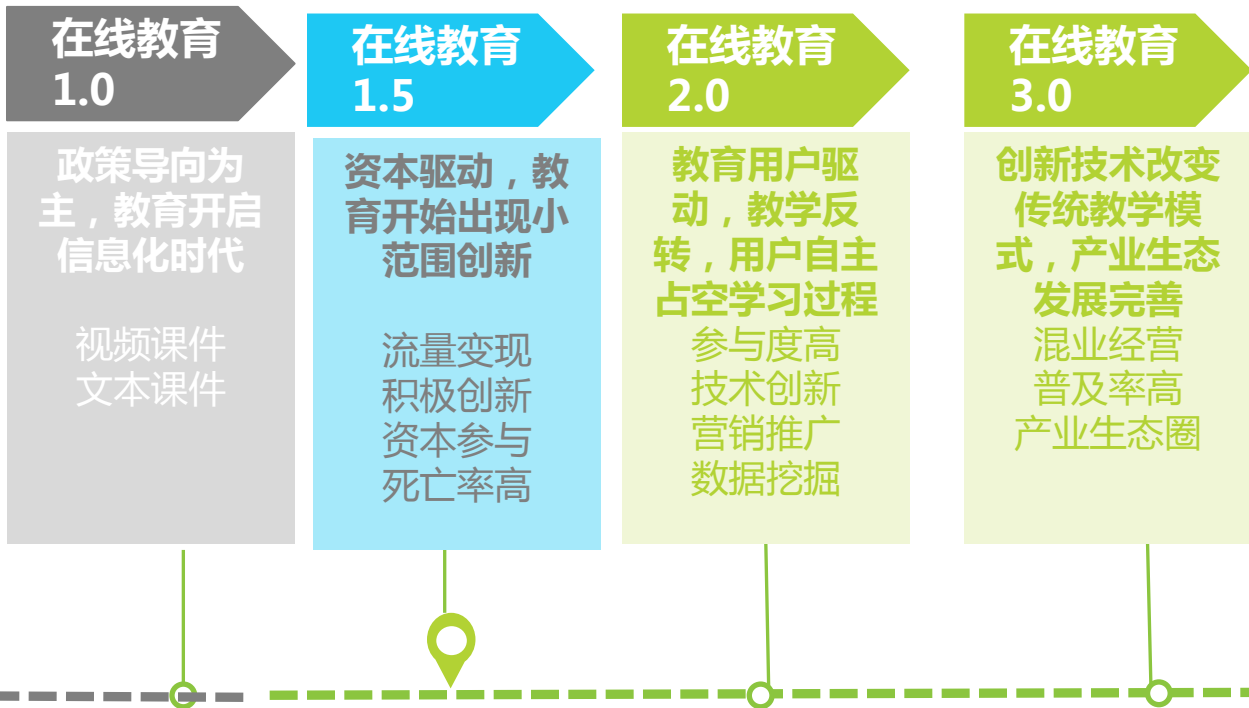 在线教育
1.0
政策导向为
主，教育开启
信息化时代
视频课件
文本课件
在线教育
1.5
资本驱动，教
育开始出现小
范围创新
流量变现
积极创新
资本参与
死亡率高
在线教育
2.0
教育用户驱
动，教学反
转，用户自主
占空学习过程
参与度高
技术创新
营销推广
数据挖掘
在线教育
3.0
创新技术改变
传统教学模
式，产业生态
发展完善
混业经营
普及率高
产业生态圈